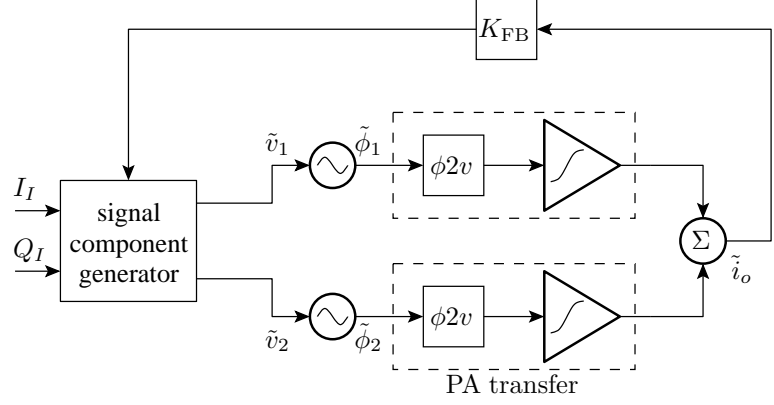 K_FB
ṽ_1
ϕ̃_1
ϕ2v
I_I
Q_I
signal
component
generator
Σ
ĩ_o
ṽ_2
ϕ̃_2
ϕ2v
PA transfer